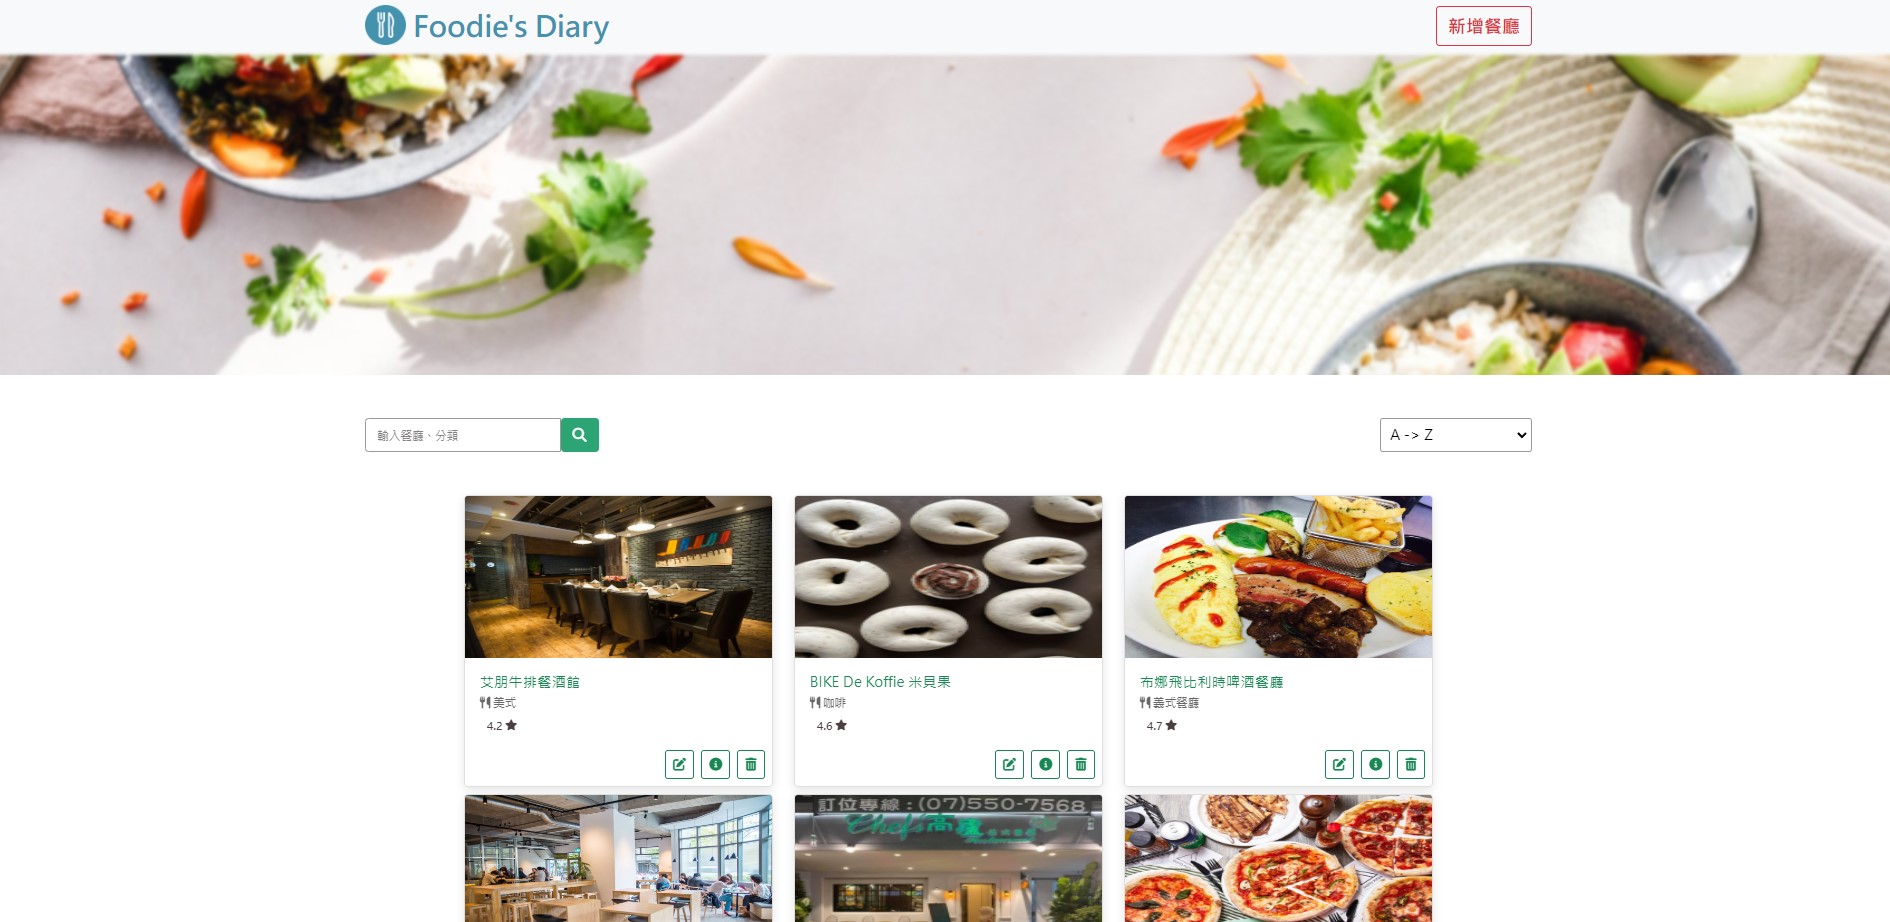 Foodie's Diary
新增餐廳
輸入餐廳、分類
A -> Z
艾朋牛排餐酒館
美式
4.2
BIKE De Koffie 米貝果
咖啡
4.6
布娜飛比利時啤酒餐廳
義式餐廳
4.7
訂位專線:(07)550-7568
Chef's高盛